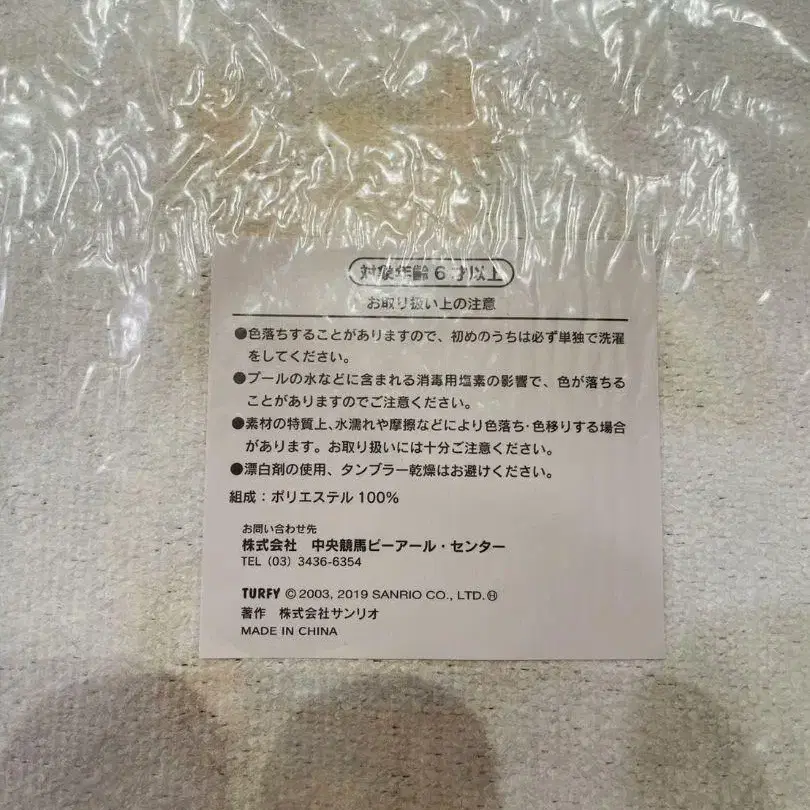 対象年齢6才以上
お取り扱い上の注意
●色落ちすることがありますので、初めのうちは必ず単独で洗濯
をしてください。
●プールの水などに含まれる消毒用塩素の影響で、色が落ちる
ことがありますのでご注意ください。
●素材の特質上、水濡れや摩擦などにより色落ち・色移りする場合
があります。お取り扱いには十分ご注意ください。
●漂白剤の使用、タンブラー乾燥はお避けください。
組成：ポリエステル100%
お問い合わせ先
株式会社 中央競馬ピーアール・センター
TEL (03) 3436-6354
TURFY © 2003, 2019 SANRIO CO., LTD. Ⓗ
著作 株式会社サンリオ
MADE IN CHINA